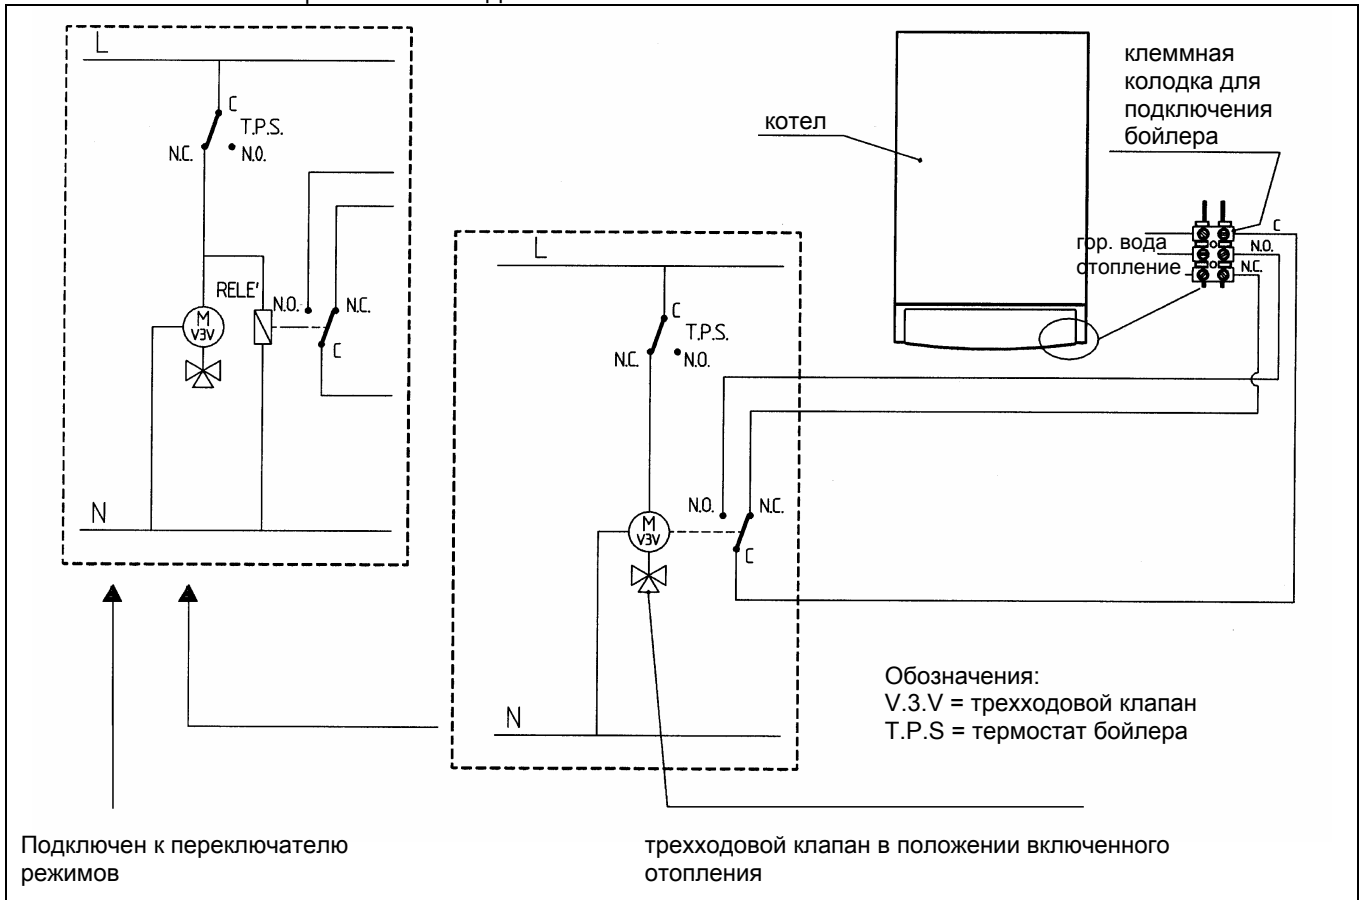 L
C
T.P.S.
N.C.
N.O.
RELE'
N.O.
N.C.
M
V3V
C
N
L
C
T.P.S.
N.C.
N.O.
N.O.
N.C.
M
V3V
C
N
котел
клеммная
колодка для
подключения
бойлера
C
гор. вода
N.O.
отопление
N.C.
Обозначения:
V.3.V = трехходовой клапан
T.P.S = термостат бойлера
Подключен к переключателю
режимов
трехходовой клапан в положении включенного
отопления